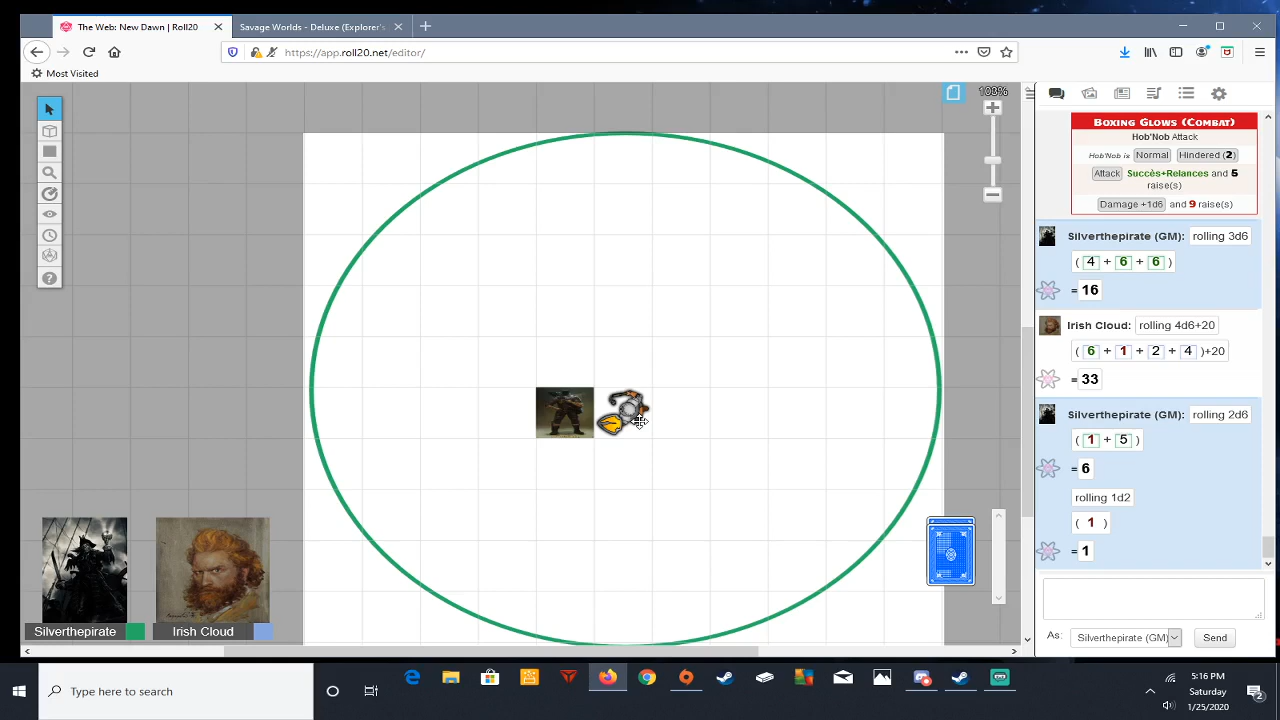 The Web: New Dawn | Roll20
Savage Worlds - Deluxe (Explorer's
https://app.roll20.net/editor/
Most Visited
103%
BOXING GLOWS (COMBAT)
Hob'Nob Attack
Hob'Nob is Normal Hindered (2)
Attack Succès+Relances and 5
raise(s)
Damage +1d6 and 9 raise(s)
Silverthepirate (GM): rolling 3d6
( 4 + 6 + 6 )
= 16
Irish Cloud: rolling 4d6+20
( 6 + 1 + 2 + 4 )+20
= 33
Silverthepirate (GM): rolling 2d6
( 1 + 5 )
= 6
rolling 1d2
( 1 )
= 1
Silverthepirate
Irish Cloud
As: Silverthepirate (GM) Send
Type here to search
5:16 PM
Saturday
1/25/2020
2